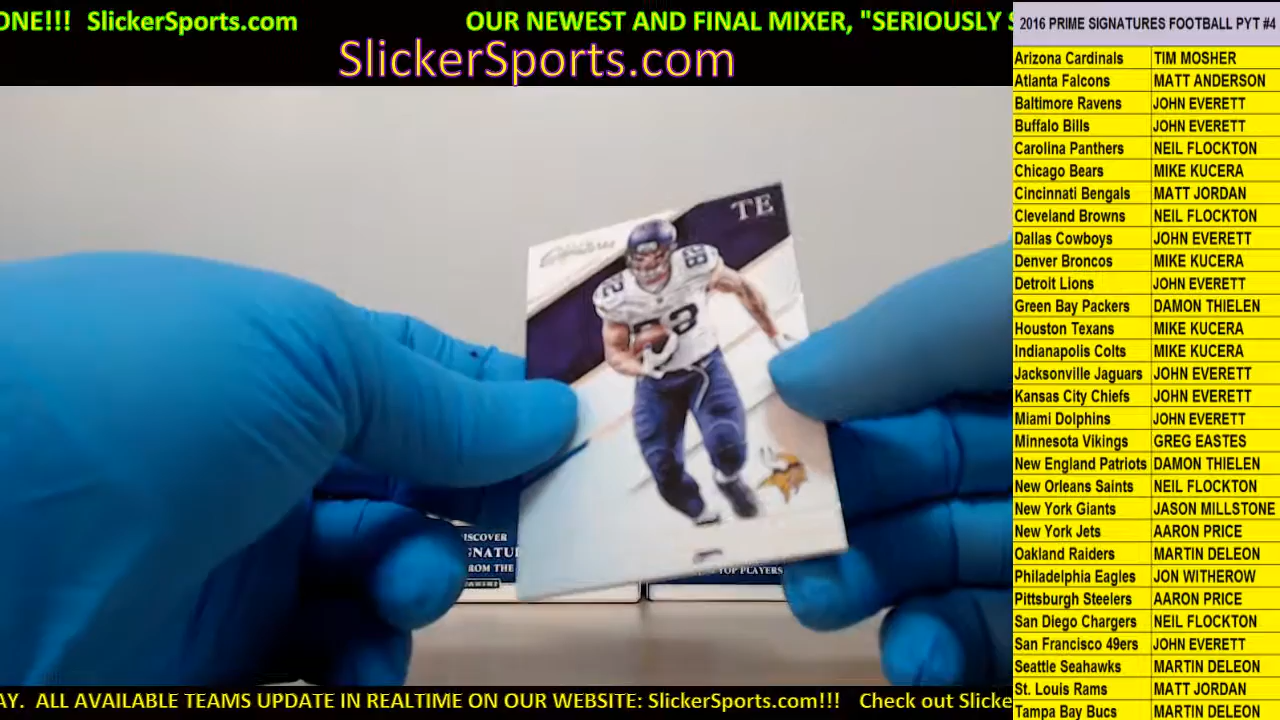 ONE!!! SlickerSports.com OUR NEWEST AND FINAL MIXER, "SERIOUSLY S
SlickerSports.com
2016 PRIME SIGNATURES FOOTBALL PYT #4
Arizona Cardinals TIM MOSHER
Atlanta Falcons MATT ANDERSON
Baltimore Ravens JOHN EVERETT
Buffalo Bills JOHN EVERETT
Carolina Panthers NEIL FLOCKTON
Chicago Bears MIKE KUCERA
Cincinnati Bengals MATT JORDAN
Cleveland Browns NEIL FLOCKTON
Dallas Cowboys JOHN EVERETT
Denver Broncos MIKE KUCERA
Detroit Lions JOHN EVERETT
Green Bay Packers DAMON THIELEN
Houston Texans MIKE KUCERA
Indianapolis Colts MIKE KUCERA
Jacksonville Jaguars JOHN EVERETT
Kansas City Chiefs JOHN EVERETT
Miami Dolphins JOHN EVERETT
Minnesota Vikings GREG EASTES
New England Patriots DAMON THIELEN
New Orleans Saints NEIL FLOCKTON
New York Giants JASON MILLSTONE
New York Jets AARON PRICE
Oakland Raiders MARTIN DELEON
Philadelphia Eagles JON WITHEROW
Pittsburgh Steelers AARON PRICE
San Diego Chargers NEIL FLOCKTON
San Francisco 49ers JOHN EVERETT
Seattle Seahawks MARTIN DELEON
St. Louis Rams MATT JORDAN
Tampa Bay Bucs MARTIN DELEON
TE
82
ISCOVER
GNATU
ROM THE
PANINI
TOP PLAYERS
AY. ALL AVAILABLE TEAMS UPDATE IN REALTIME ON OUR WEBSITE: SlickerSports.com!!! Check out Slicke